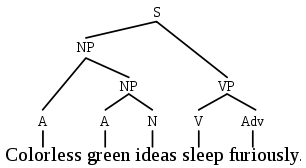 S
NP
NP VP
A A N V Adv
Colorless green ideas sleep furiously.